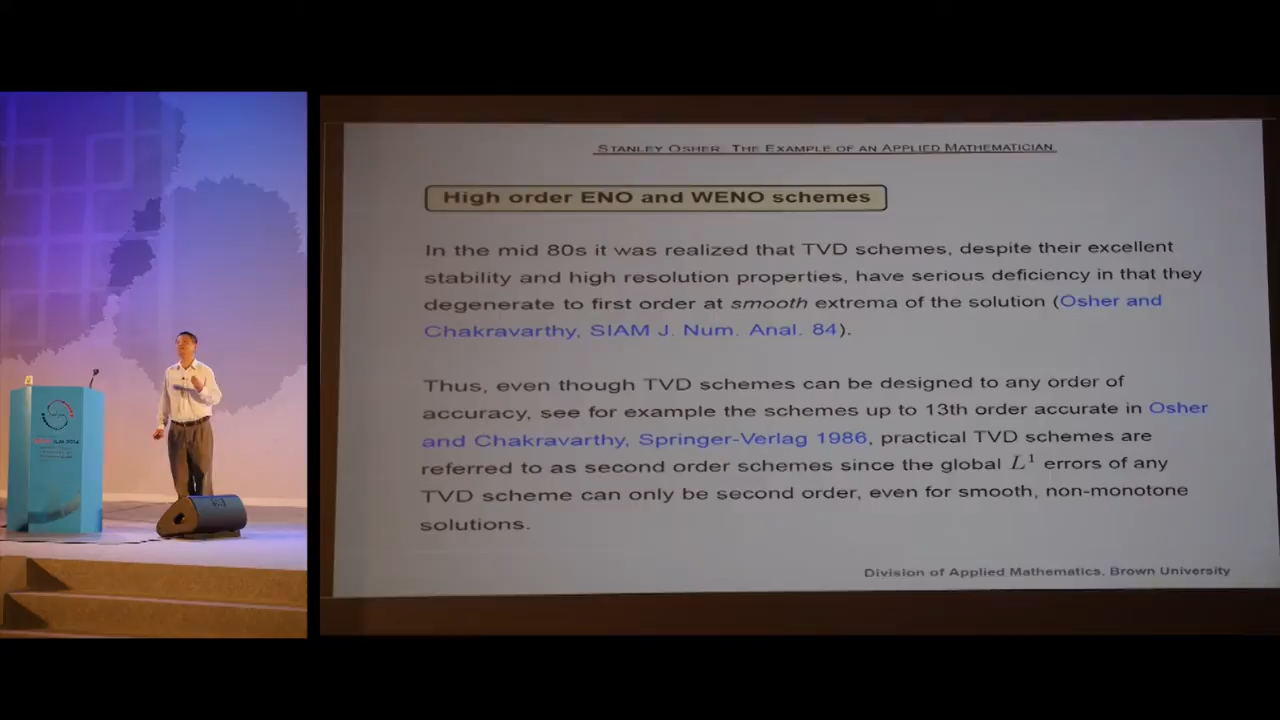 STANLEY OSHER: THE EXAMPLE OF AN APPLIED MATHEMATICIAN
High order ENO and WENO schemes
In the mid 80s it was realized that TVD schemes, despite their excellent
stability and high resolution properties, have serious deficiency in that they
degenerate to first order at smooth extrema of the solution (Osher and
Chakravarthy, SIAM J. Num. Anal. 84).
Thus, even though TVD schemes can be designed to any order of
accuracy, see for example the schemes up to 13th order accurate in Osher
and Chakravarthy, Springer-Verlag 1986, practical TVD schemes are
referred to as second order schemes since the global L¹ errors of any
TVD scheme can only be second order, even for smooth, non-monotone
solutions.
Division of Applied Mathematics, Brown University